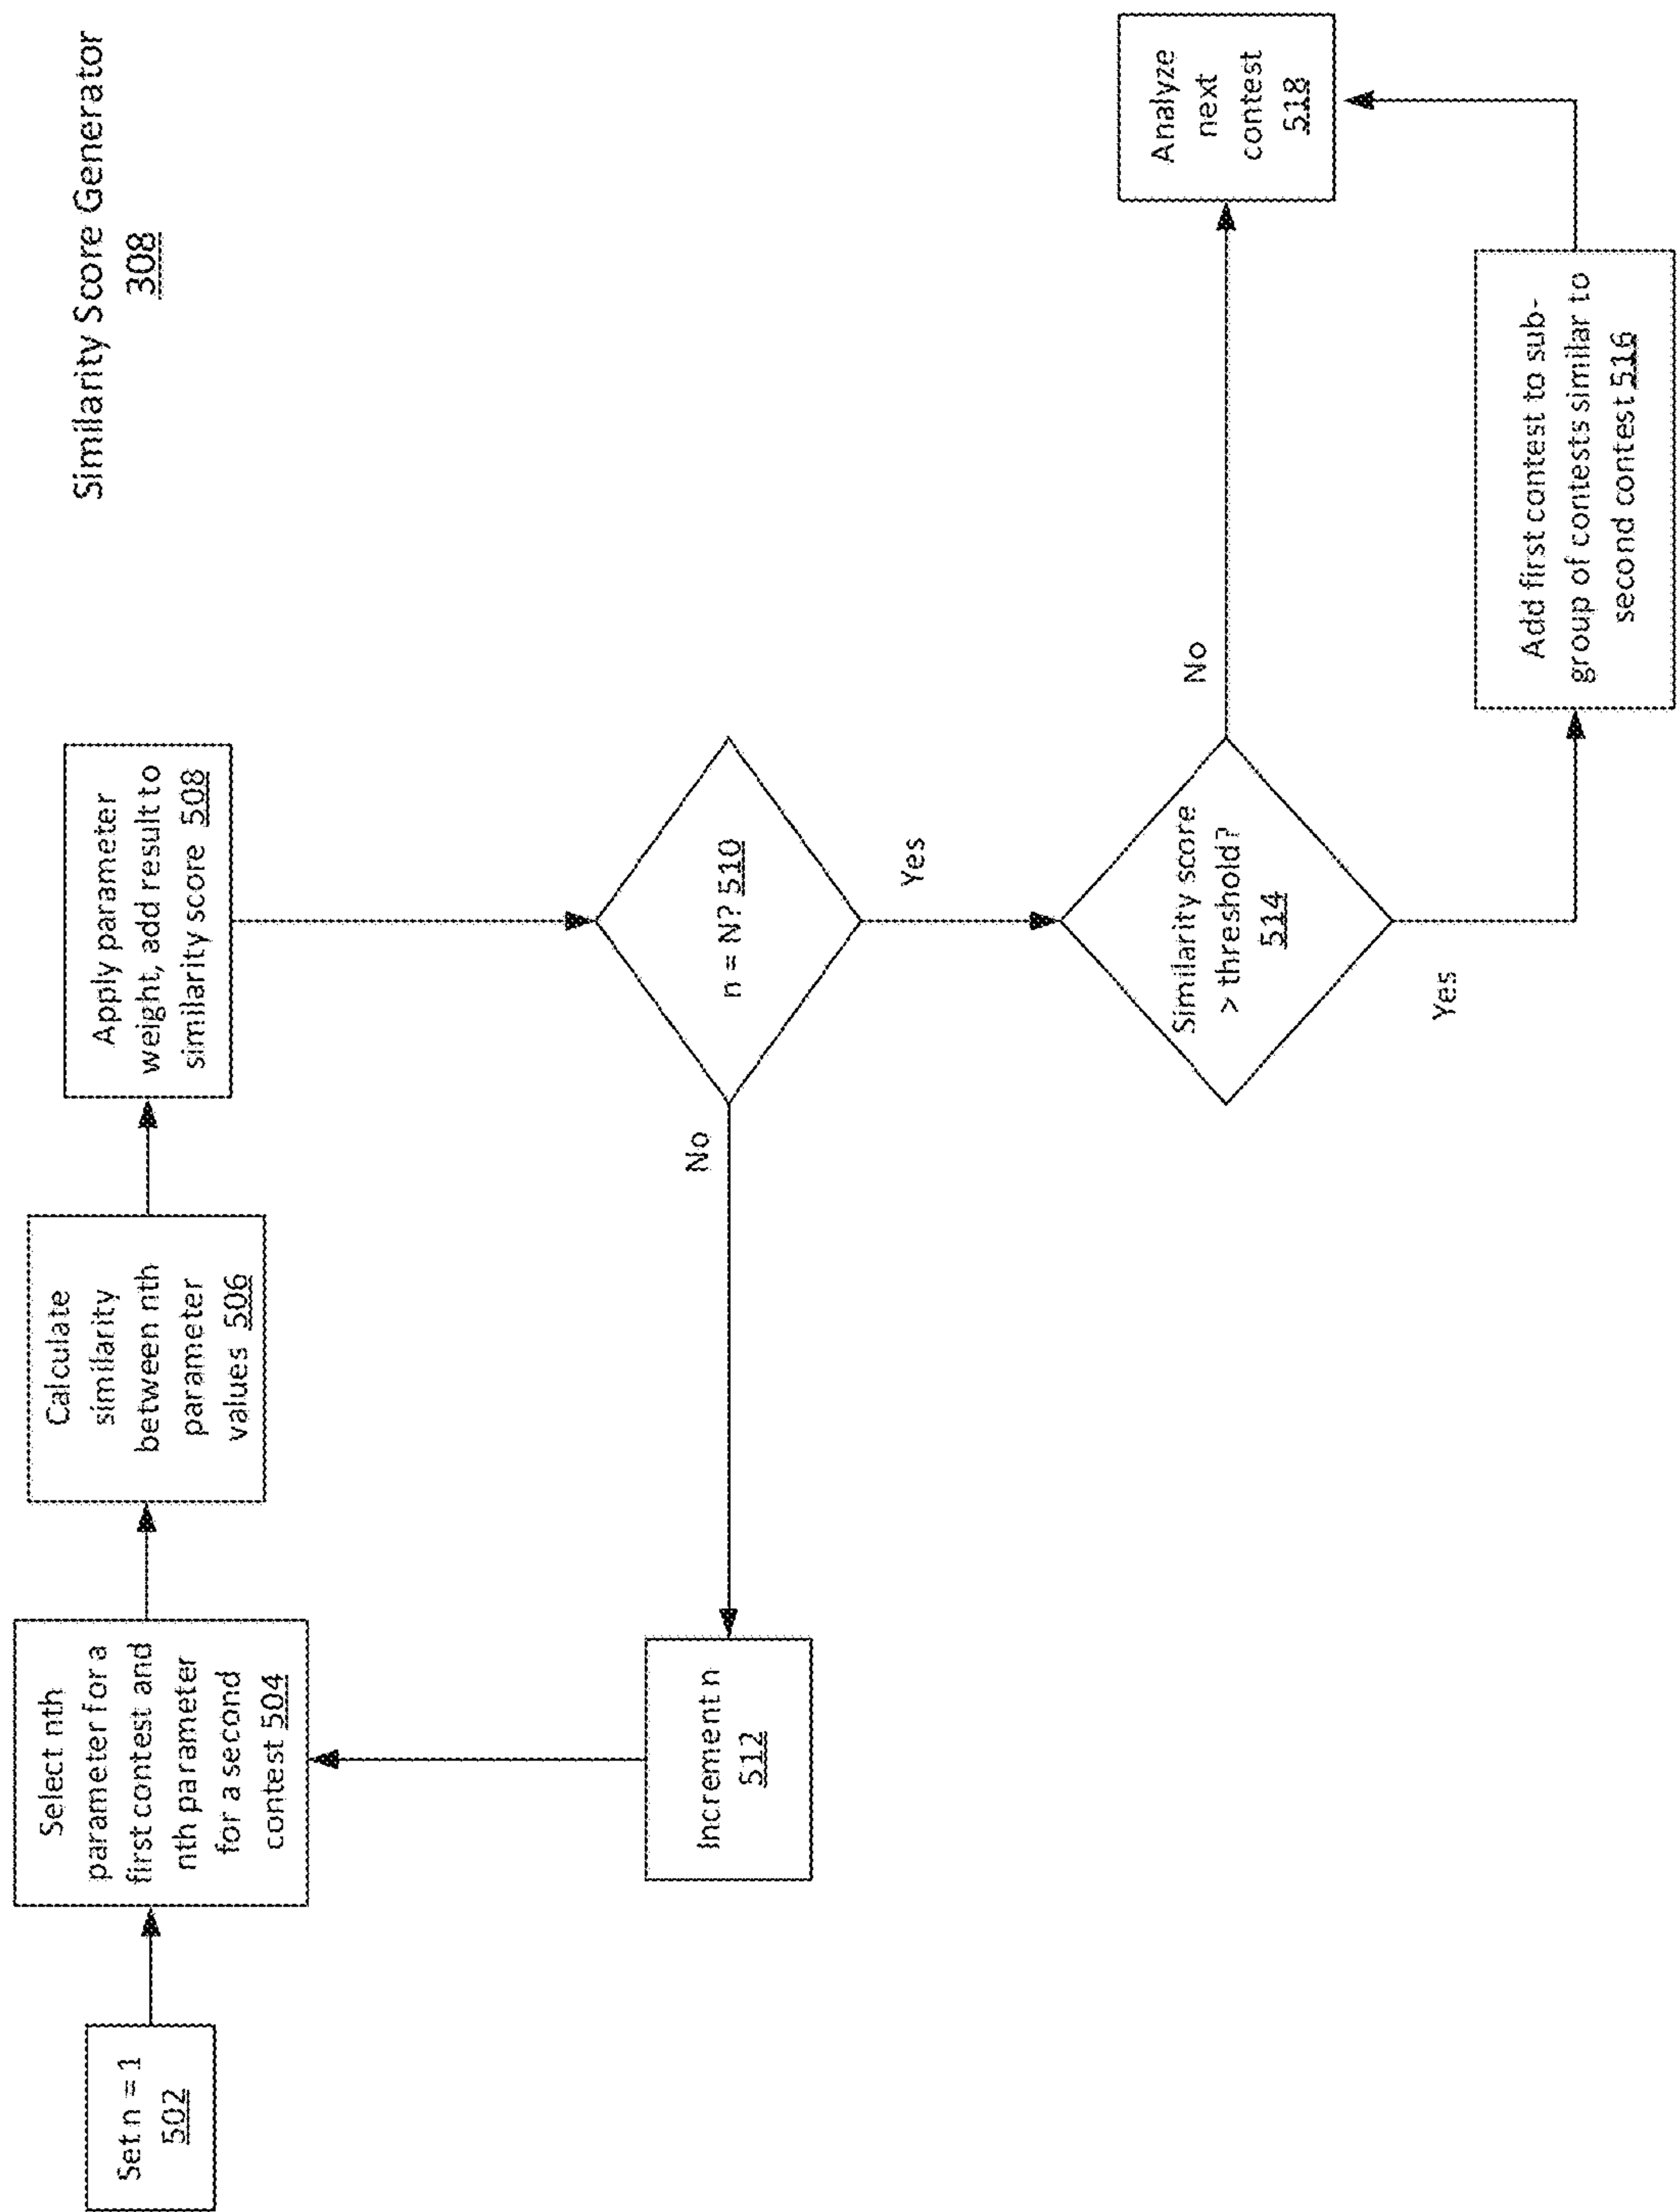 Similarity Score Generator
308
Set n = 1
502
Select nth
parameter for a
first contest and
nth parameter
for a second
contest 504
Calculate
similarity
between nth
parameter
values 506
Apply parameter
weight, add result to
similarity score 508
n = N? 510
No
Yes
Increment n
512
Similarity score
> threshold?
514
No
Yes
Analyze
next
contest
518
Add first contest to sub-
group of contests similar to
second contest 516